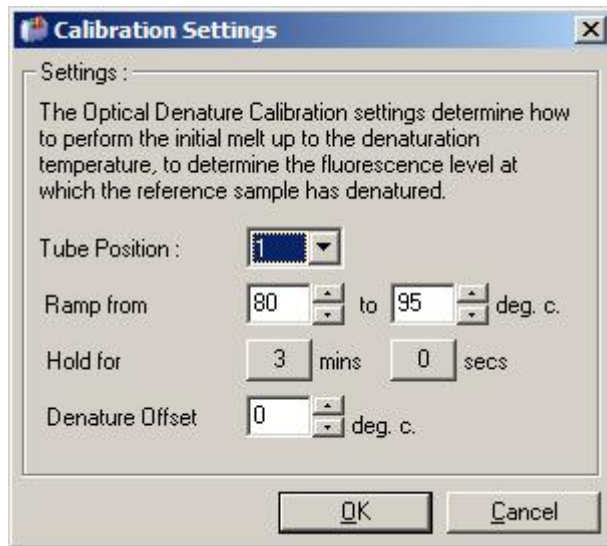 Calibration Settings
Settings :
The Optical Denature Calibration settings determine how
to perform the initial melt up to the denaturation
temperature, to determine the fluorescence level at
which the reference sample has denatured.
Tube Position : 1
Ramp from 80 to 95 deg. c.
Hold for 3 mins 0 secs
Denature Offset 0 deg. c.
OK Cancel